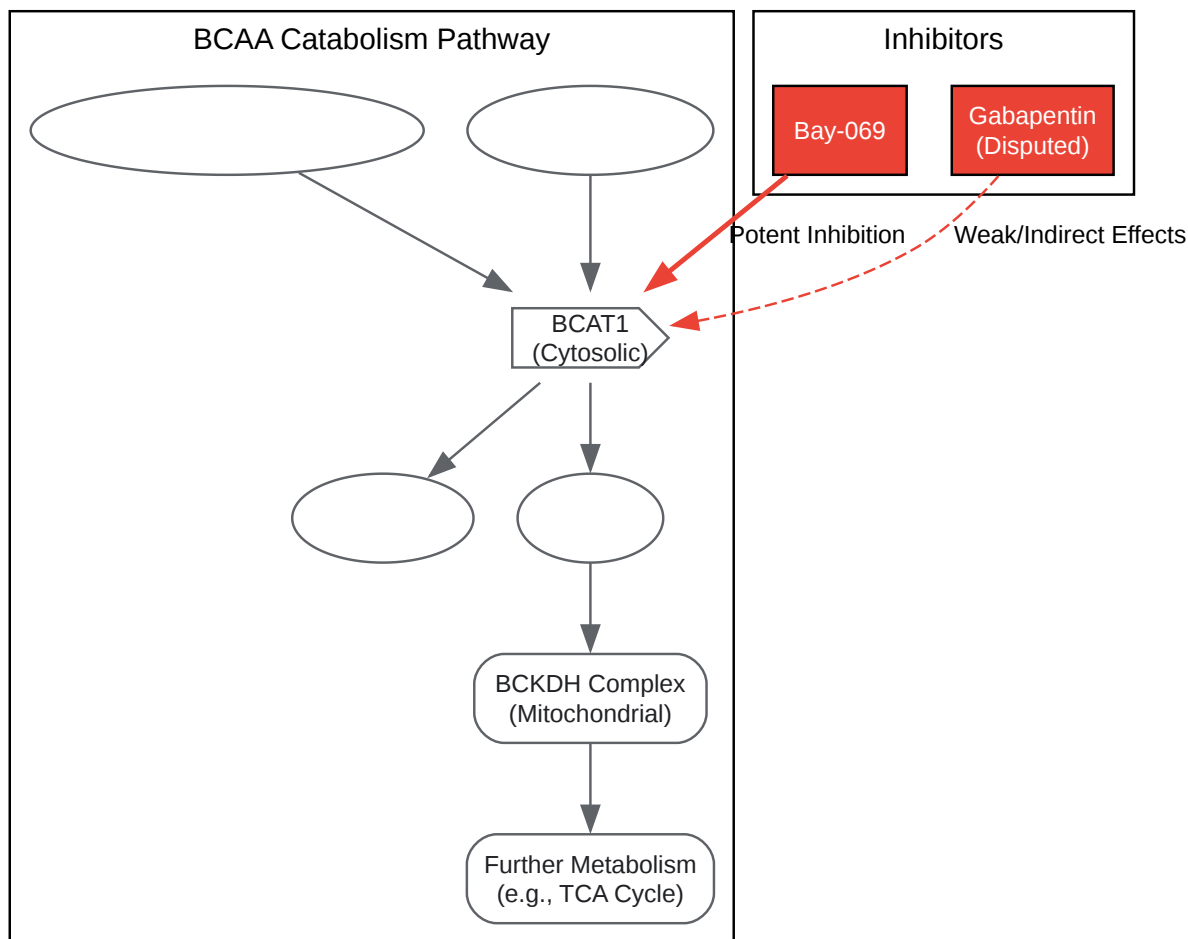 BCAA Catabolism Pathway
Inhibitors
Bay-069
Gabapentin
(Disputed)
Potent Inhibition
Weak/Indirect Effects
BCAT1
(Cytosolic)
BCKDH Complex
(Mitochondrial)
Further Metabolism
(e.g., TCA Cycle)